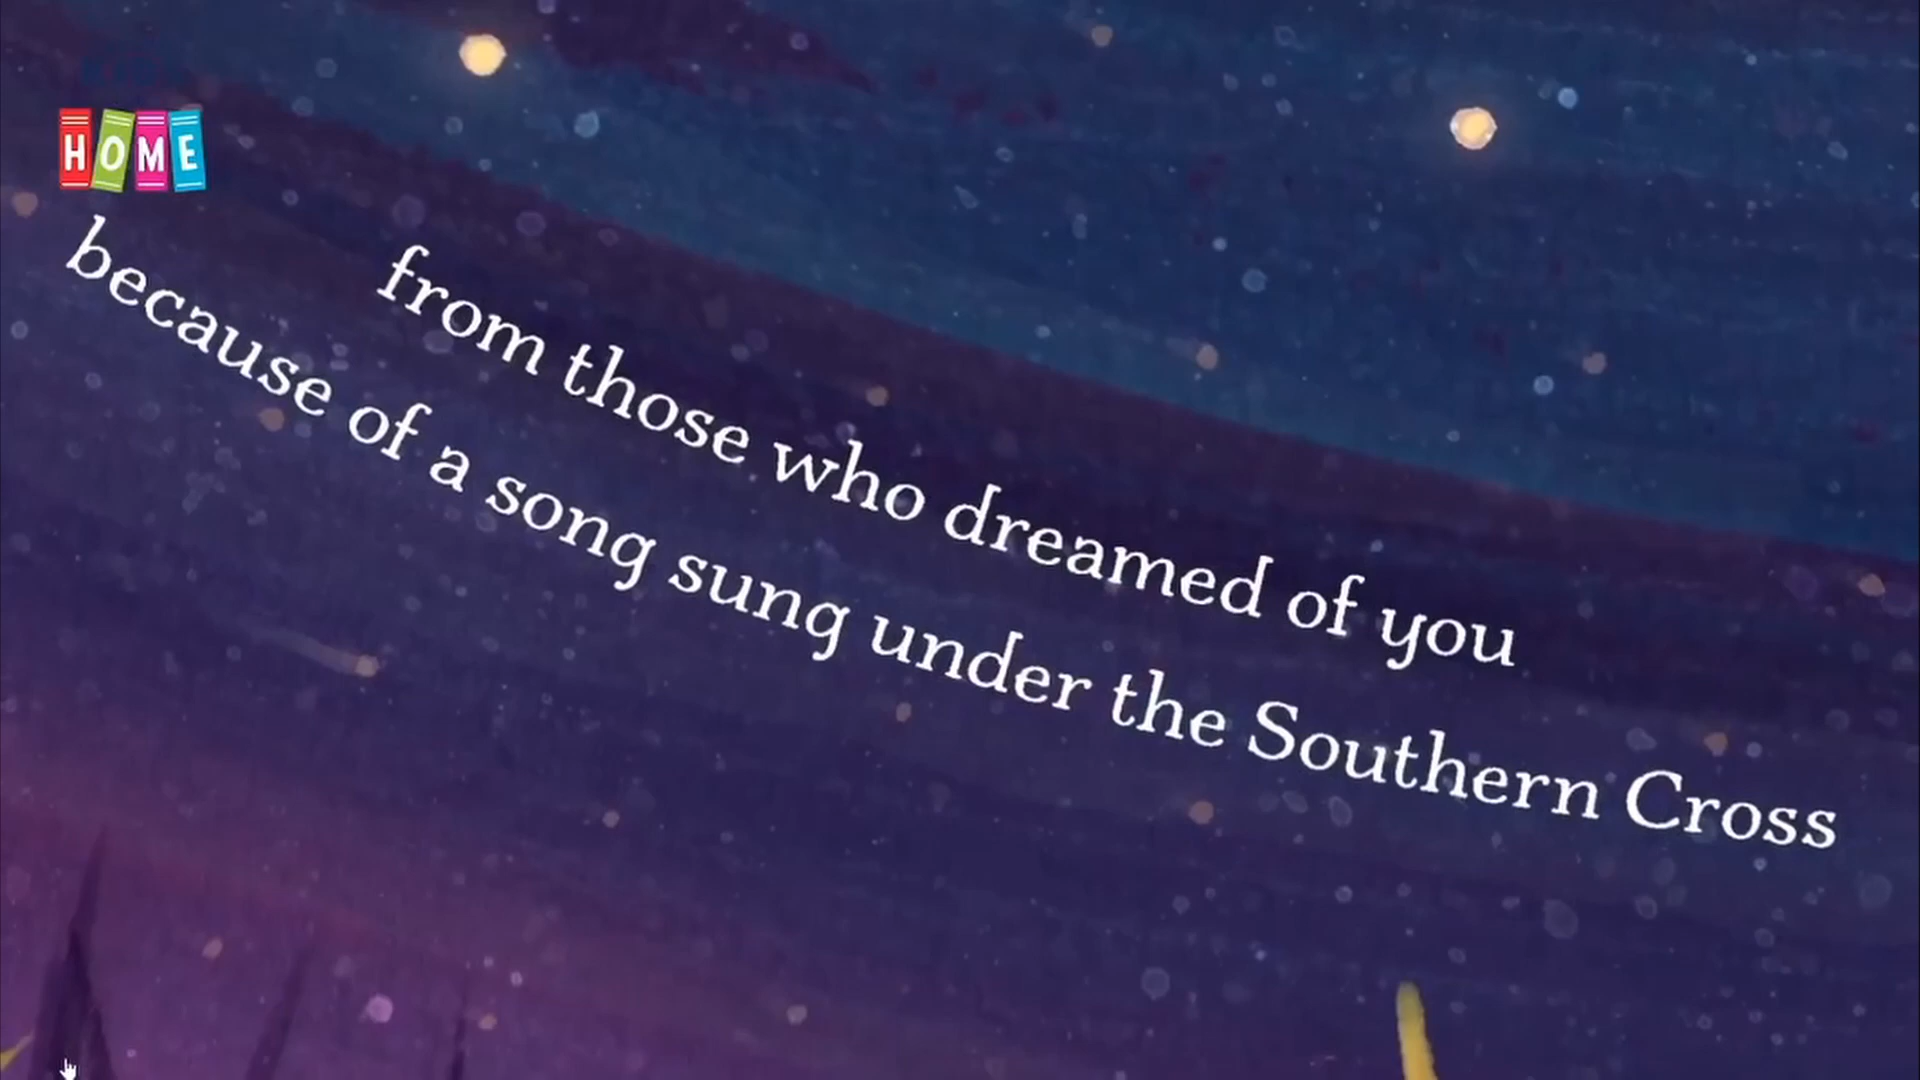 HOME
from those who dreamed of you
because of a song sung under the Southern Cross